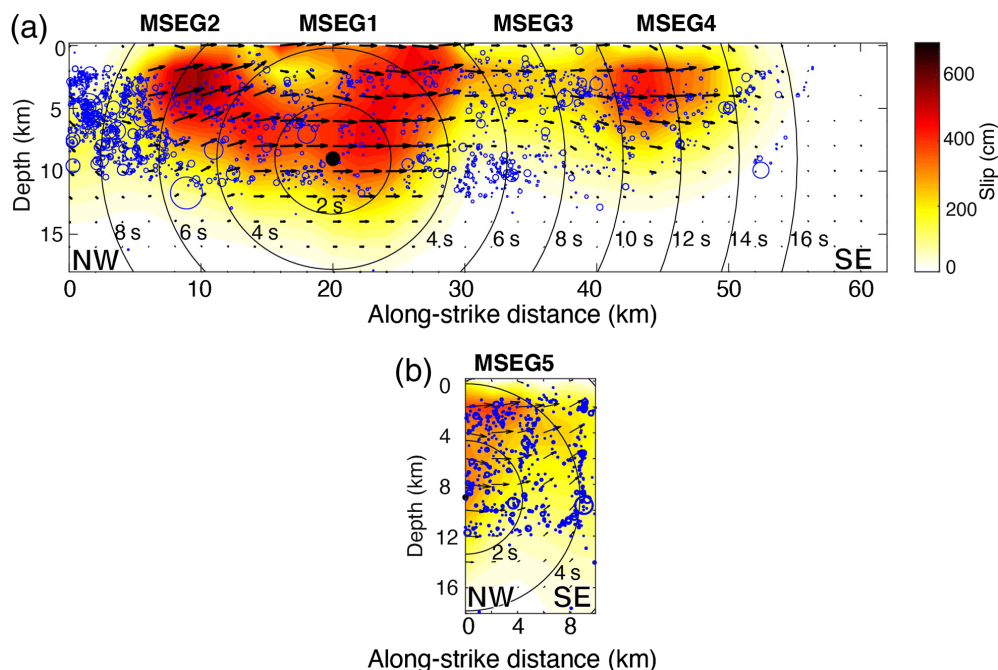 (a) MSEG2 MSEG1 MSEG3 MSEG4
0
5
10
15
Depth (km)
2 s
8 s 6 s 4 s 4 s 6 s 8 s 10 s 12 s 14 s 16 s
NW SE
0 10 20 30 40 50 60
Along-strike distance (km)
600
400
200
0
Slip (cm)
(b) MSEG5
0
4
8
12
16
Depth (km)
2 s
4 s
NW SE
0 4 8
Along-strike distance (km)